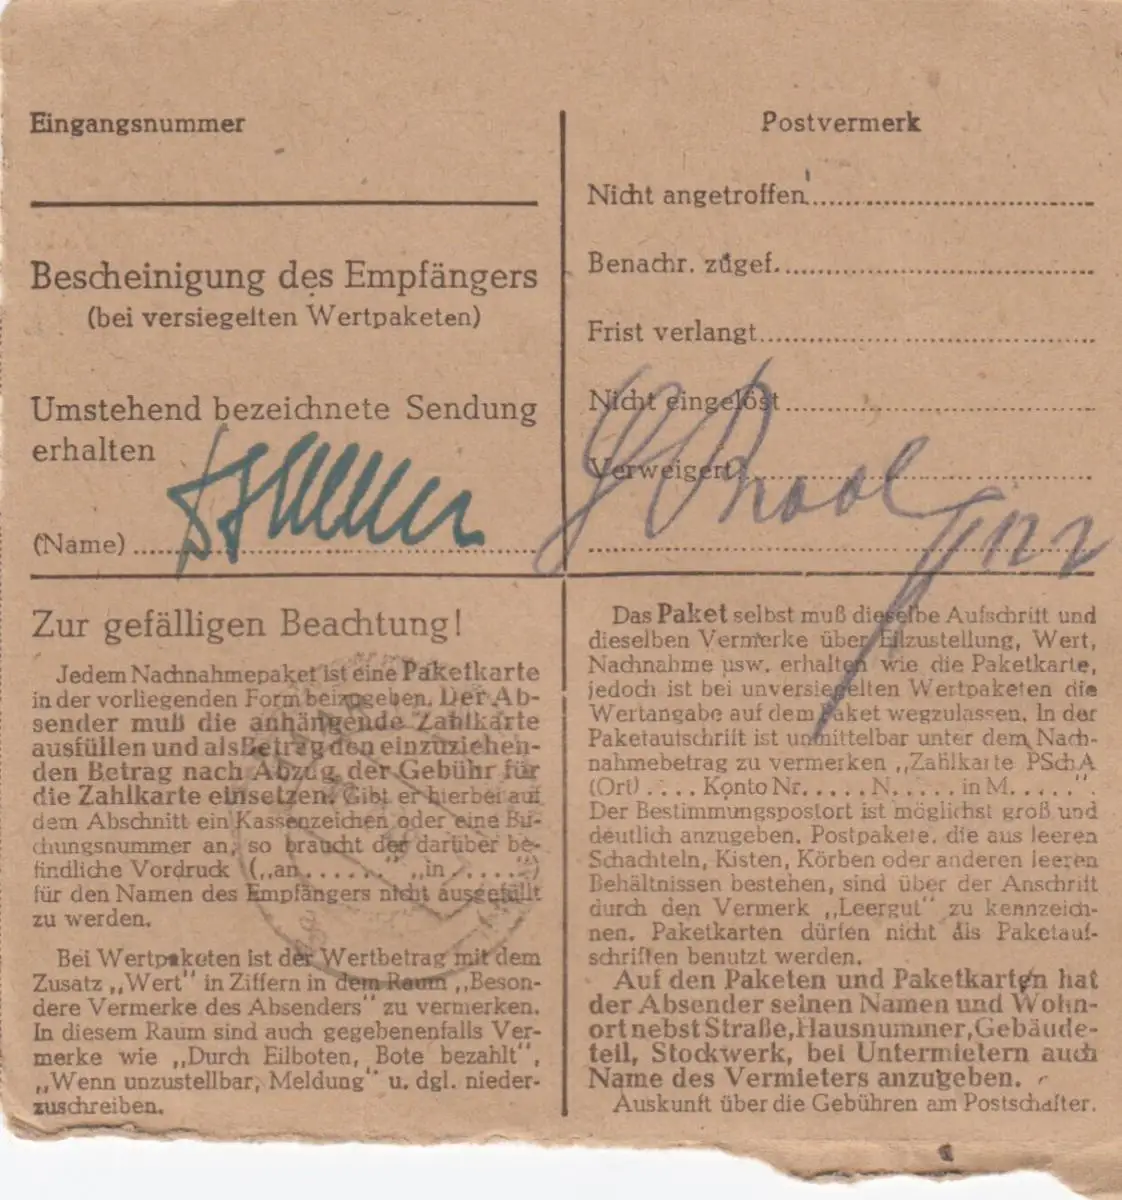 Eingangsnummer
Bescheinigung des Empfängers
(bei versiegelten Wertpaketen)
Umstehend bezeichnete Sendung
erhalten
(Name)
Postvermerk
Nicht angetroffen
Benachr. zugef.
Frist verlangt
Nicht eingelöst
Verweigert
Zur gefälligen Beachtung!
Jedem Nachnahmepaket ist eine Paketkarte
in der vorliegenden Form beizugeben. Der Ab-
sender muß die anhängende Zahlkarte
ausfüllen und als Betrag den einzuziehen-
den Betrag nach Abzug der Gebühr für
die Zahlkarte einsetzen. Gibt er hierbei auf
dem Abschnitt ein Kassenzeichen oder eine Bu-
chungsnummer an, so braucht der darüber be-
findliche Vordruck („an . . . . . . “ „in . . . . .“)
für den Namen des Empfängers nicht ausgefüllt
zu werden.
Bei Wertpaketen ist der Wertbetrag mit dem
Zusatz „Wert“ in Ziffern in dem Raum „Beson-
dere Vermerke des Absenders“ zu vermerken.
In diesem Raum sind auch gegebenenfalls Ver-
merke wie „Durch Eilboten, Bote bezahlt“,
„Wenn unzustellbar, Meldung“ u. dgl. nieder-
zuschreiben.
Das Paket selbst muß dieselbe Aufschritt und
dieselben Vermerke über Eilzustellung, Wert,
Nachnahme usw. erhalten wie die Paketkarte,
jedoch ist bei unversiegelten Wertpaketen die
Wertangabe auf dem Paket wegzulassen. In der
Paketautschrift ist unmittelbar unter dem Nach-
nahmebetrag zu vermerken „Zahlkarte PSchA
(Ort) . . . . Konto Nr. . . . . N. . . . . in M. . . . . .“.
Der Bestimmungspostort ist möglichst groß und
deutlich anzugeben. Postpakete, die aus leeren
Schachteln, Kisten, Körben oder anderen leeren
Behältnissen bestehen, sind über der Anschrift
durch den Vermerk „Leergut“ zu kennzeich-
nen. Paketkarten dürfen nicht als Paketauf-
schriften benutzt werden.
Auf den Paketen und Paketkarten hat
der Absender seinen Namen und Wohn-
ort nebst Straße, Hausnummer, Gebäude-
teil, Stockwerk, bei Untermietern auch
Name des Vermieters anzugeben.
Auskunft über die Gebühren am Postschalter.